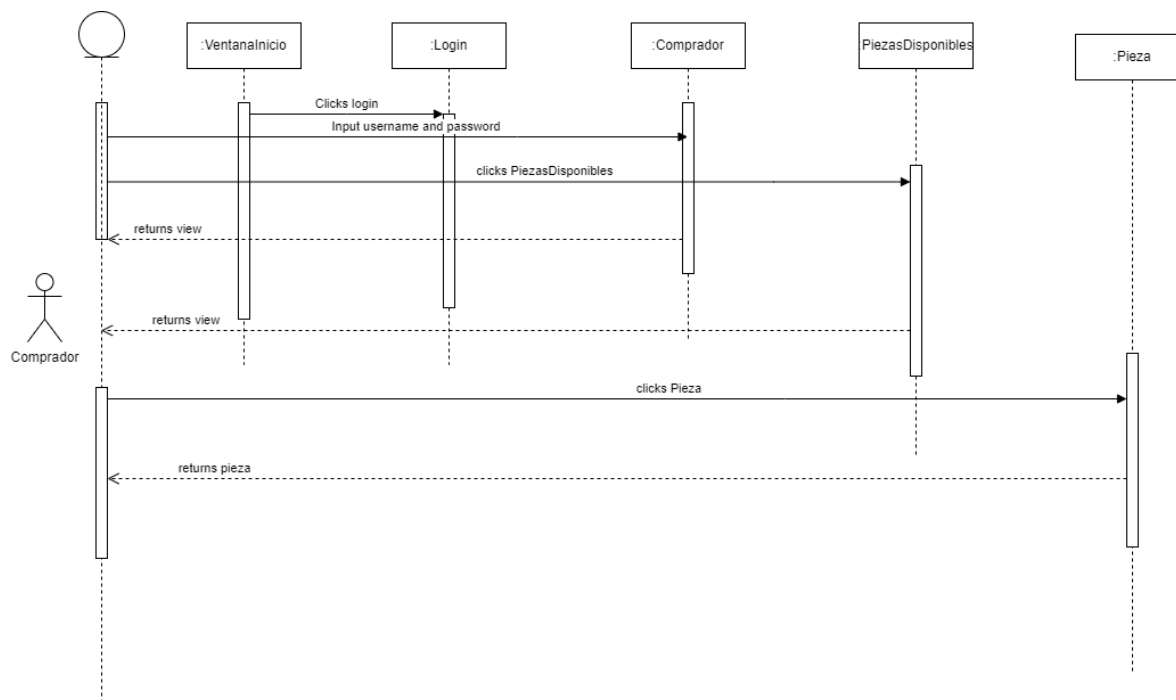 :VentanaInicio
:Login
:Comprador
:PiezasDisponibles
:Pieza
Clicks login
Input username and password
clicks PiezasDisponibles
returns view
returns view
Comprador
clicks Pieza
returns pieza